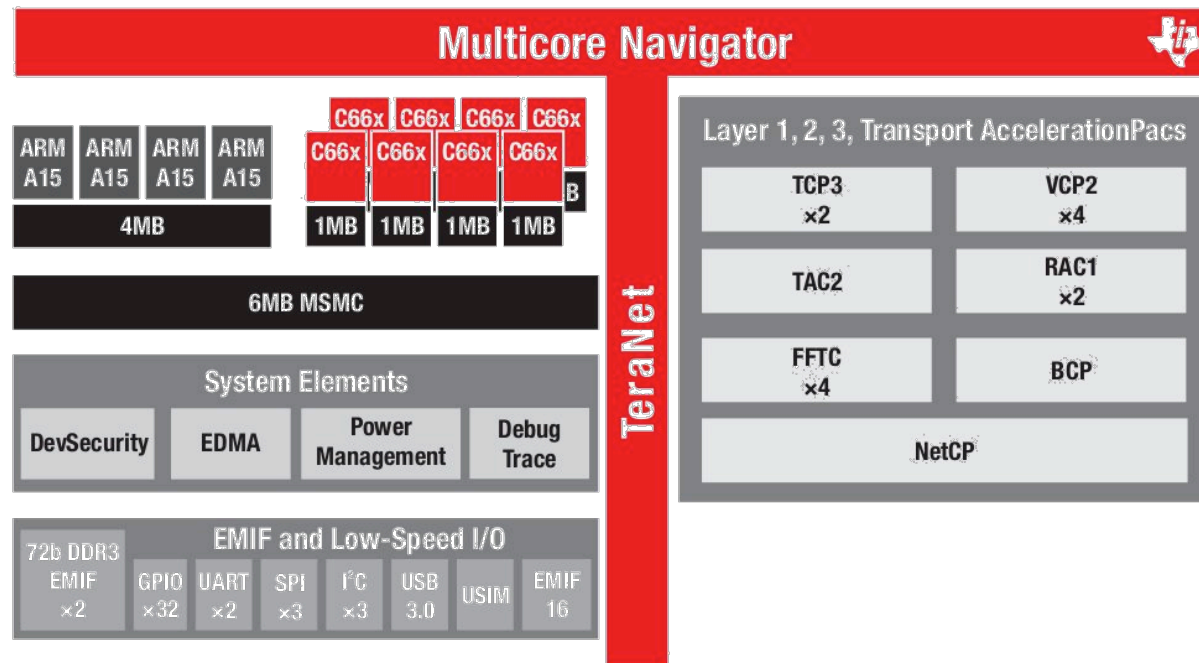 Multicore Navigator
C66x C66x C66x C66x
ARM A15
ARM A15
ARM A15
ARM A15
C66x C66x C66x C66x
B
4MB
1MB 1MB 1MB 1MB
6MB MSMC
System Elements
DevSecurity
EDMA
Power
Management
Debug
Trace
EMIF and Low-Speed I/O
72b DDR3
EMIF
×2
GPIO
×32
UART
×2
SPI
×3
I²C
×3
USB
3.0
USIM
EMIF
16
TeraNet
Layer 1, 2, 3, Transport AccelerationPacs
TCP3
×2
VCP2
×4
TAC2
RAC1
×2
FFTC
×4
BCP
NetCP